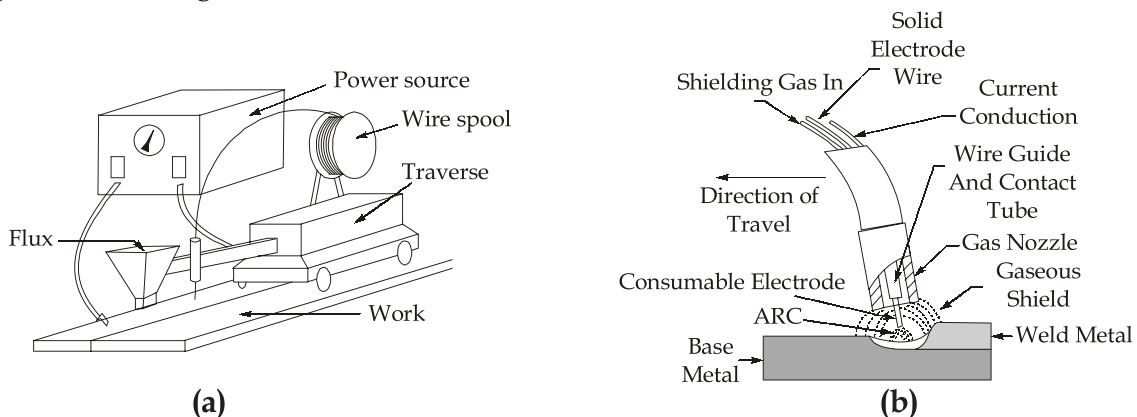 Power source
Wire spool
Traverse
Flux
Work
(a)
Solid
Electrode
Wire
Shielding Gas In
Current
Conduction
Wire Guide
And Contact
Tube
Direction of
Travel
Gas Nozzle
Gaseous
Shield
Consumable Electrode
ARC
Weld Metal
Base
Metal
(b)